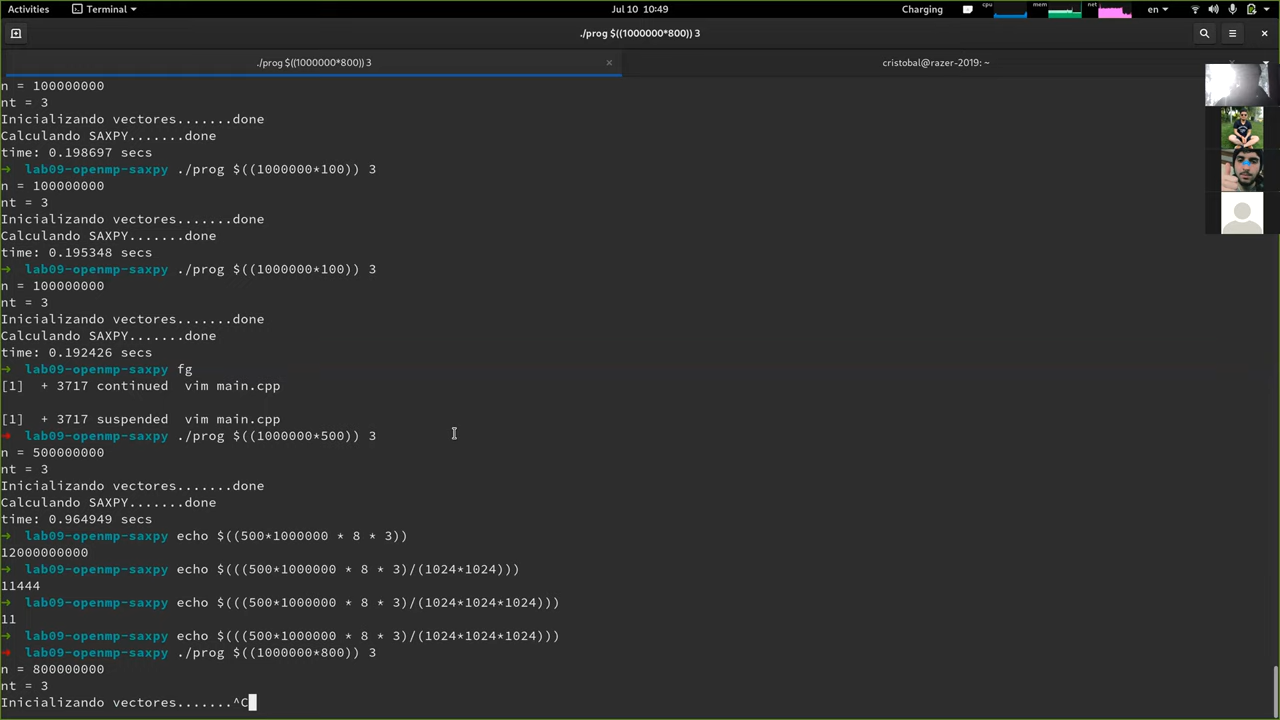 Activities
Terminal
Jul 10 10:49
Charging
cpu
mem
net
en
./prog $((1000000*800)) 3
./prog $((1000000*800)) 3
cristobal@razer-2019: ~
n = 100000000
nt = 3
Inicializando vectores.......done
Calculando SAXPY.......done
time: 0.198697 secs
→ lab09-openmp-saxpy ./prog $((1000000*100)) 3
n = 100000000
nt = 3
Inicializando vectores.......done
Calculando SAXPY.......done
time: 0.195348 secs
→ lab09-openmp-saxpy ./prog $((1000000*100)) 3
n = 100000000
nt = 3
Inicializando vectores.......done
Calculando SAXPY.......done
time: 0.192426 secs
→ lab09-openmp-saxpy fg
[1]  + 3717 continued  vim main.cpp
[1]  + 3717 suspended  vim main.cpp
→ lab09-openmp-saxpy ./prog $((1000000*500)) 3
n = 500000000
nt = 3
Inicializando vectores.......done
Calculando SAXPY.......done
time: 0.964949 secs
→ lab09-openmp-saxpy echo $((500*1000000 * 8 * 3))
12000000000
→ lab09-openmp-saxpy echo $(((500*1000000 * 8 * 3)/(1024*1024)))
11444
→ lab09-openmp-saxpy echo $(((500*1000000 * 8 * 3)/(1024*1024*1024)))
11
→ lab09-openmp-saxpy echo $(((500*1000000 * 8 * 3)/(1024*1024*1024)))
→ lab09-openmp-saxpy ./prog $((1000000*800)) 3
n = 800000000
nt = 3
Inicializando vectores.......^C